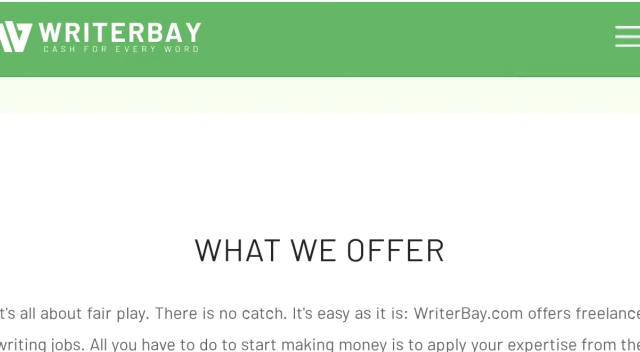 WRITERBAY
CASH FOR EVERY WORD
WHAT WE OFFER
t's all about fair play. There is no catch. It's easy as it is: WriterBay.com offers freelance
writing jobs. All you have to do to start making money is to apply your expertise from the